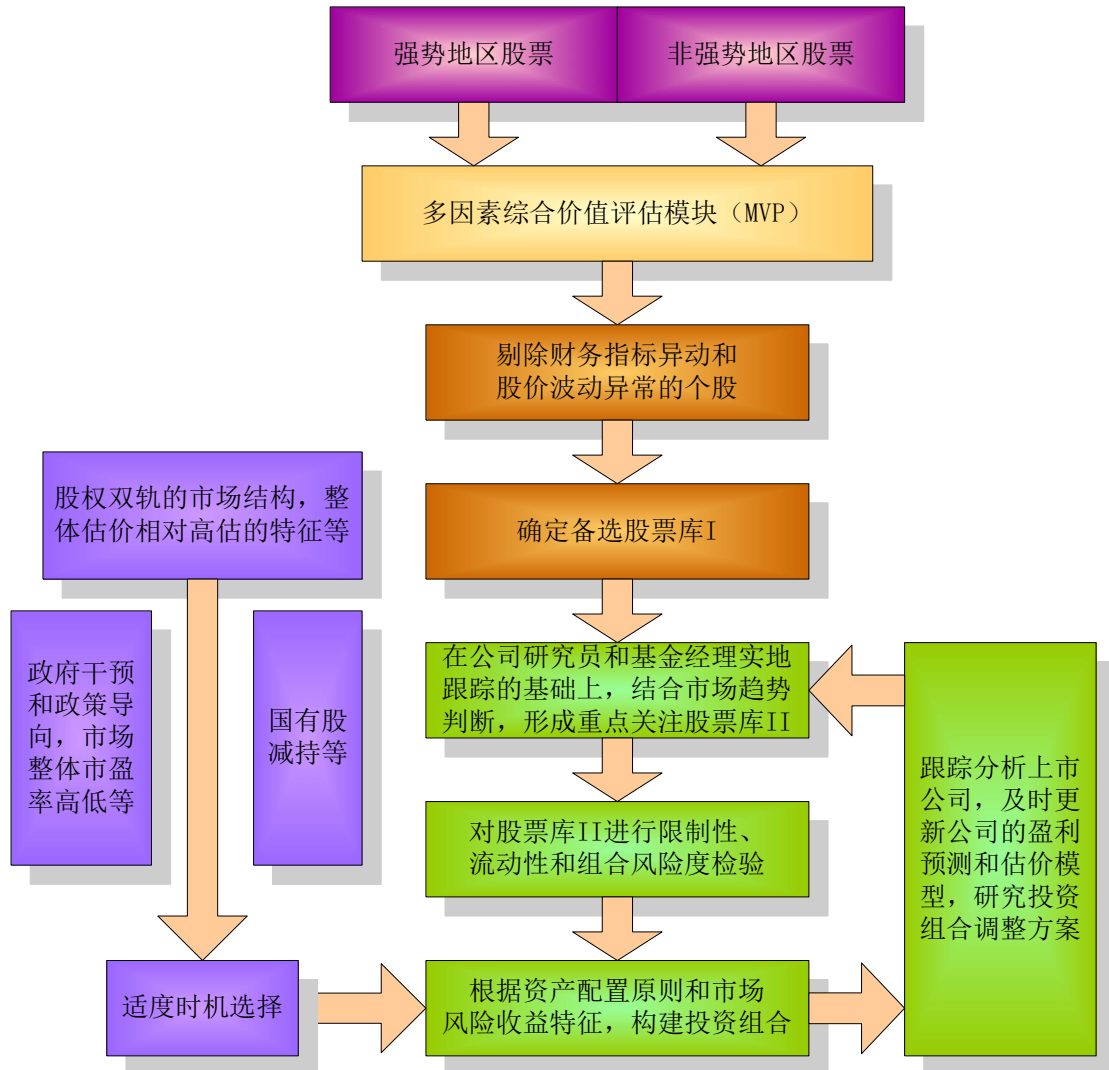 强势地区股票
非强势地区股票
多因素综合价值评估模块（MVP）
剔除财务指标异动和
股价波动异常的个股
股权双轨的市场结构，整
体估价相对高估的特征等
确定备选股票库I
政府干预
和政策导
向，市场
整体市盈
率高低等
国有股
减持等
在公司研究员和基金经理实地
跟踪的基础上，结合市场趋势
判断，形成重点关注股票库II
对股票库II进行限制性、
流动性和组合风险度检验
跟踪分析上市
公司，及时更
新公司的盈利
预测和估价模
型，研究投资
组合调整方案
适度时机选择
根据资产配置原则和市场
风险收益特征，构建投资组合